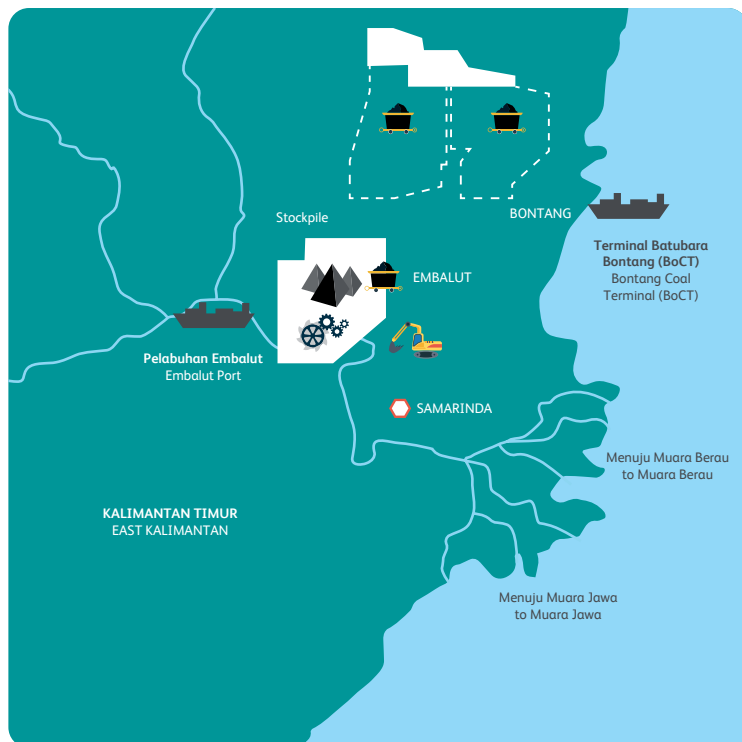 Stockpile
BONTANG
Terminal Batubara
Bontang (BoCT)
Bontang Coal
Terminal (BoCT)
EMBALUT
Pelabuhan Embalut
Embalut Port
SAMARINDA
Menuju Muara Berau
to Muara Berau
KALIMANTAN TIMUR
EAST KALIMANTAN
Menuju Muara Jawa
to Muara Jawa